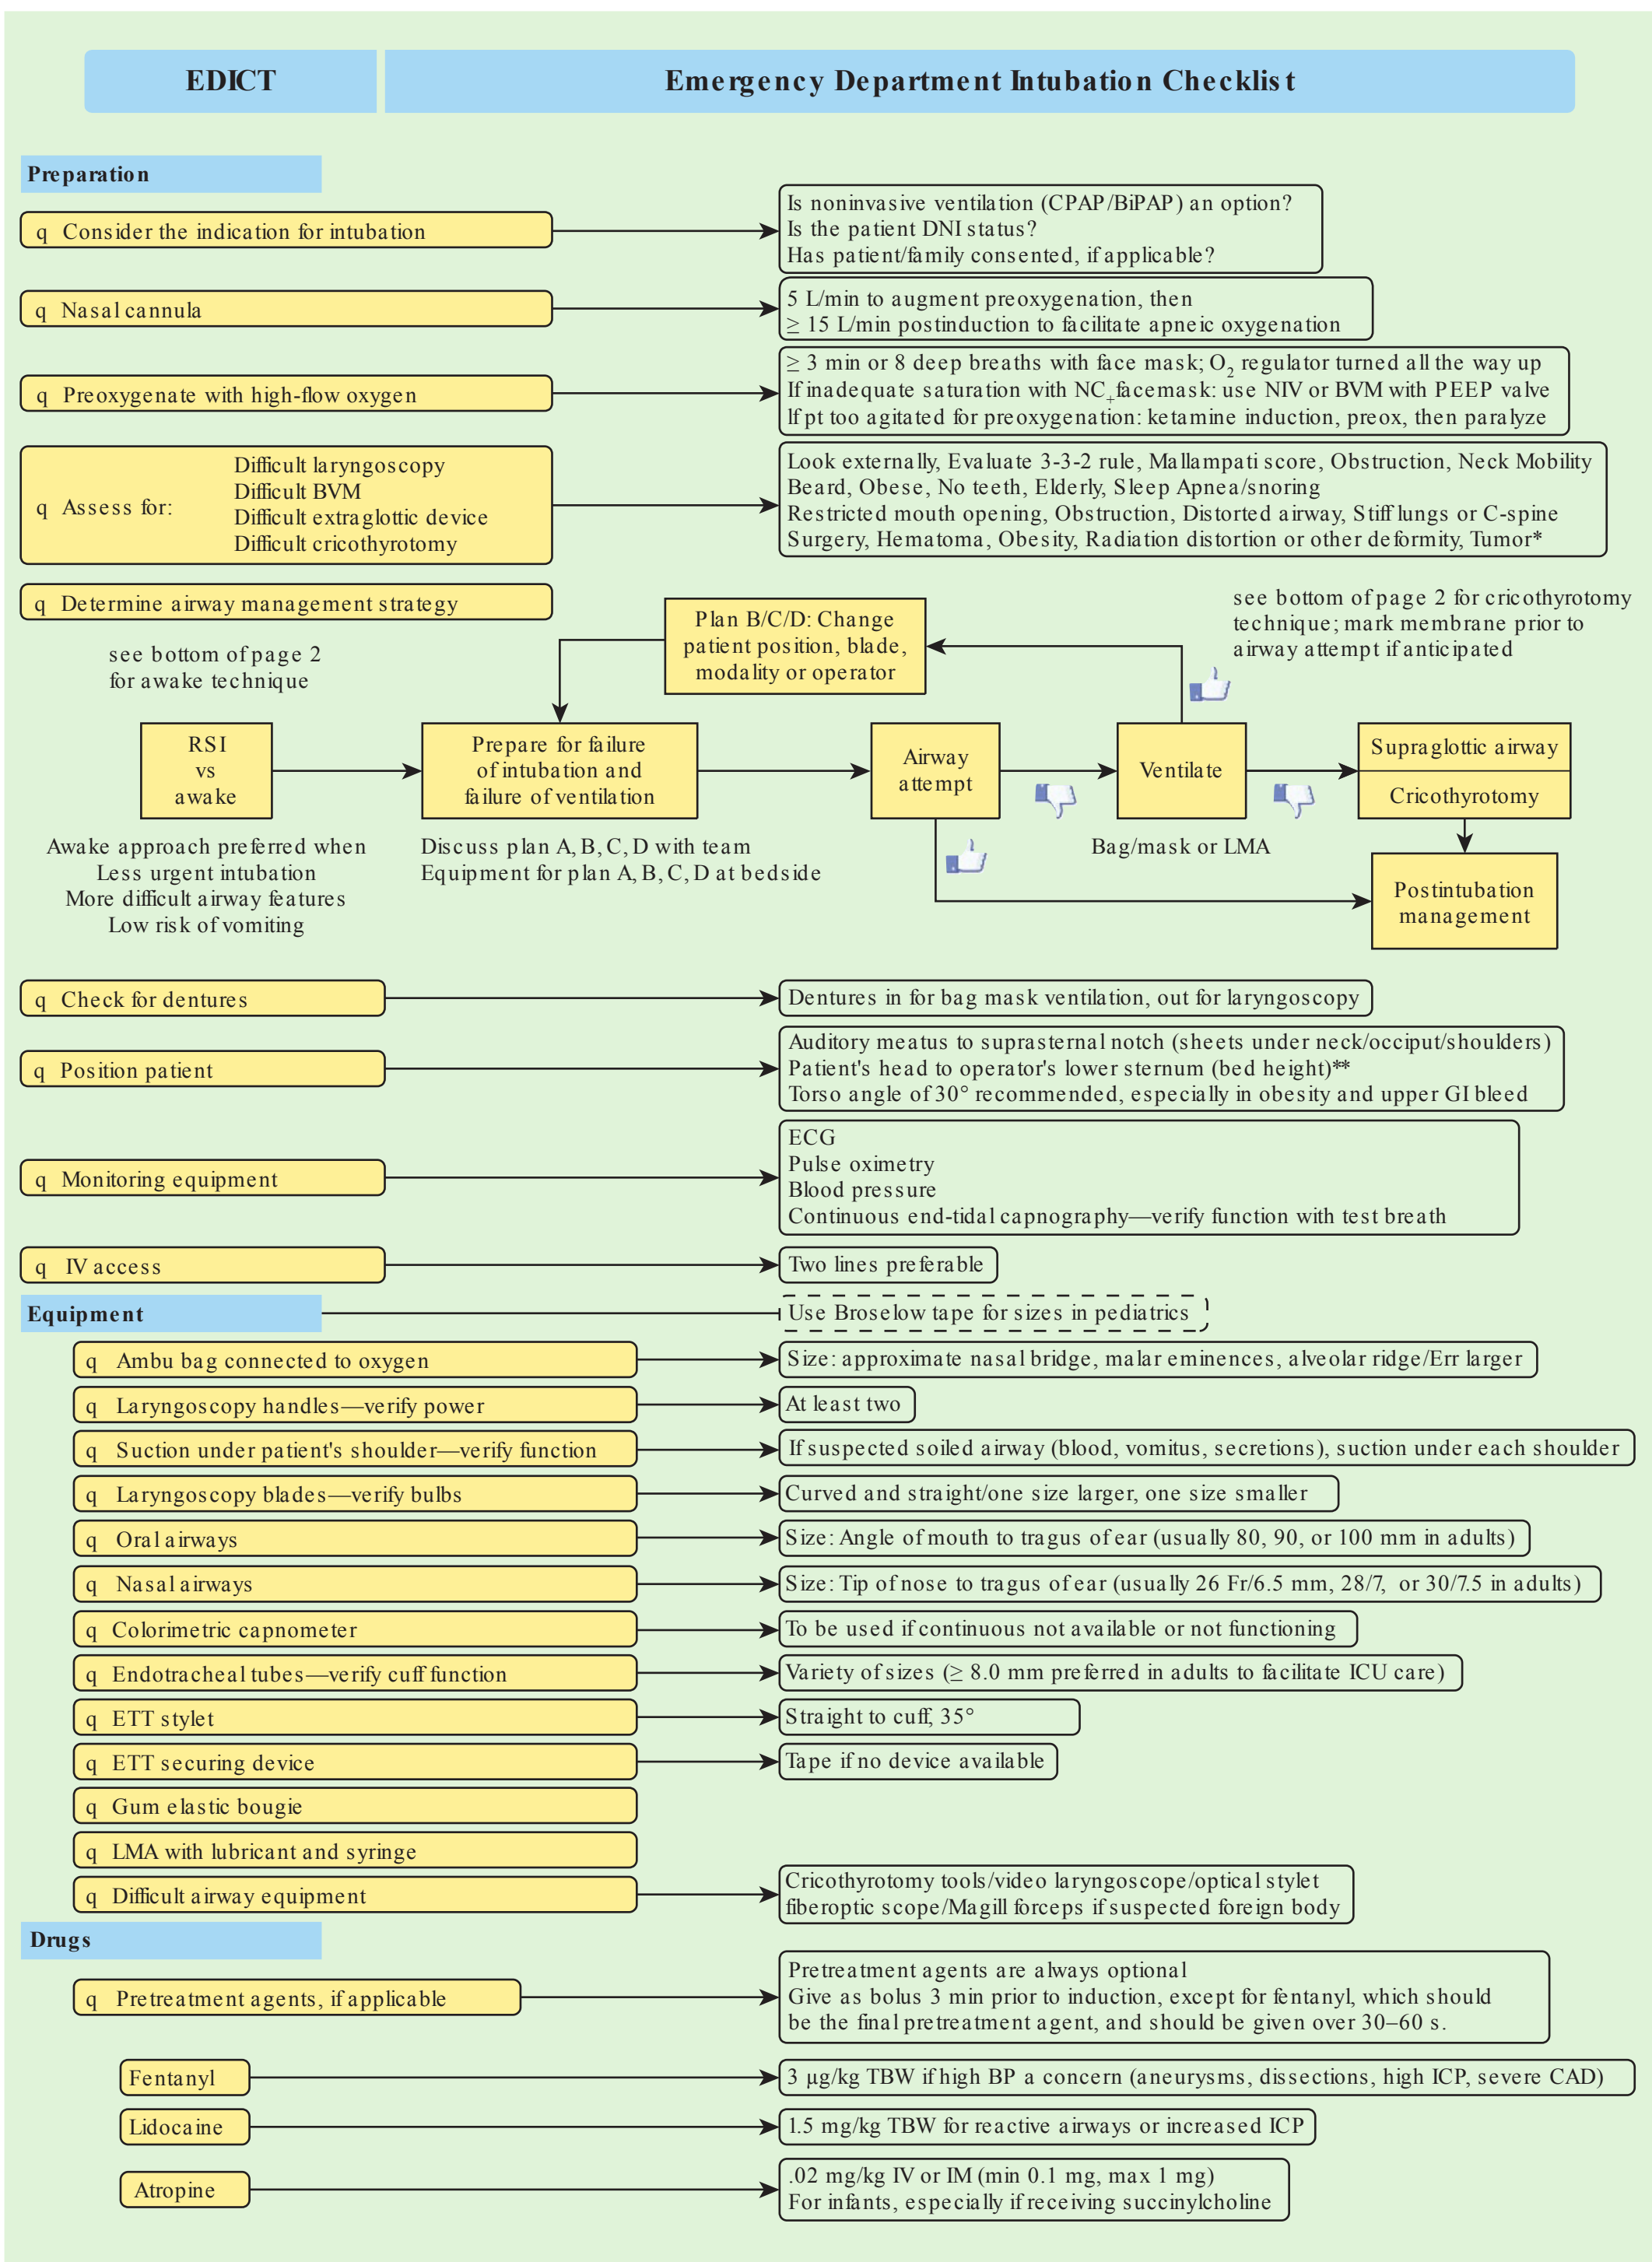 EDICT
Emergency Department Intubation Checklist
Preparation
q Consider the indication for intubation
Is noninvasive ventilation (CPAP/BiPAP) an option?
Is the patient DNI status?
Has patient/family consented, if applicable?
q Nasal cannula
5 L/min to augment preoxygenation, then
≥ 15 L/min postinduction to facilitate apneic oxygenation
q Preoxygenate with high-flow oxygen
≥ 3 min or 8 deep breaths with face mask; O2 regulator turned all the way up
If inadequate saturation with NC+facemask: use NIV or BVM with PEEP valve
If pt too agitated for preoxygenation: ketamine induction, preox, then paralyze
q Assess for:
Difficult laryngoscopy
Difficult BVM
Difficult extraglottic device
Difficult cricothyrotomy
Look externally, Evaluate 3-3-2 rule, Mallampati score, Obstruction, Neck Mobility
Beard, Obese, No teeth, Elderly, Sleep Apnea/snoring
Restricted mouth opening, Obstruction, Distorted airway, Stiff lungs or C-spine
Surgery, Hematoma, Obesity, Radiation distortion or other deformity, Tumor*
q Determine airway management strategy
see bottom of page 2
for awake technique
Plan B/C/D: Change
patient position, blade,
modality or operator
see bottom of page 2 for cricothyrotomy
technique; mark membrane prior to
airway attempt if anticipated
RSI
vs
awake
Prepare for failure
of intubation and
failure of ventilation
Airway
attempt
Ventilate
Supraglottic airway
Cricothyrotomy
Awake approach preferred when
Less urgent intubation
More difficult airway features
Low risk of vomiting
Discuss plan A, B, C, D with team
Equipment for plan A, B, C, D at bedside
Bag/mask or LMA
Postintubation
management
q Check for dentures
Dentures in for bag mask ventilation, out for laryngoscopy
q Position patient
Auditory meatus to suprasternal notch (sheets under neck/occiput/shoulders)
Patient's head to operator's lower sternum (bed height)**
Torso angle of 30° recommended, especially in obesity and upper GI bleed
q Monitoring equipment
ECG
Pulse oximetry
Blood pressure
Continuous end-tidal capnography—verify function with test breath
q IV access
Two lines preferable
Equipment
Use Broselow tape for sizes in pediatrics
q Ambu bag connected to oxygen
Size: approximate nasal bridge, malar eminences, alveolar ridge/Err larger
q Laryngoscopy handles—verify power
At least two
q Suction under patient's shoulder—verify function
If suspected soiled airway (blood, vomitus, secretions), suction under each shoulder
q Laryngoscopy blades—verify bulbs
Curved and straight/one size larger, one size smaller
q Oral airways
Size: Angle of mouth to tragus of ear (usually 80, 90, or 100 mm in adults)
q Nasal airways
Size: Tip of nose to tragus of ear (usually 26 Fr/6.5 mm, 28/7, or 30/7.5 in adults)
q Colorimetric capnometer
To be used if continuous not available or not functioning
q Endotracheal tubes—verify cuff function
Variety of sizes (≥ 8.0 mm preferred in adults to facilitate ICU care)
q ETT stylet
Straight to cuff, 35°
q ETT securing device
Tape if no device available
q Gum elastic bougie
q LMA with lubricant and syringe
q Difficult airway equipment
Cricothyrotomy tools/video laryngoscope/optical stylet
fiberoptic scope/Magill forceps if suspected foreign body
Drugs
q Pretreatment agents, if applicable
Pretreatment agents are always optional
Give as bolus 3 min prior to induction, except for fentanyl, which should
be the final pretreatment agent, and should be given over 30–60 s.
Fentanyl
3 µg/kg TBW if high BP a concern (aneurysms, dissections, high ICP, severe CAD)
Lidocaine
1.5 mg/kg TBW for reactive airways or increased ICP
Atropine
.02 mg/kg IV or IM (min 0.1 mg, max 1 mg)
For infants, especially if receiving succinylcholine